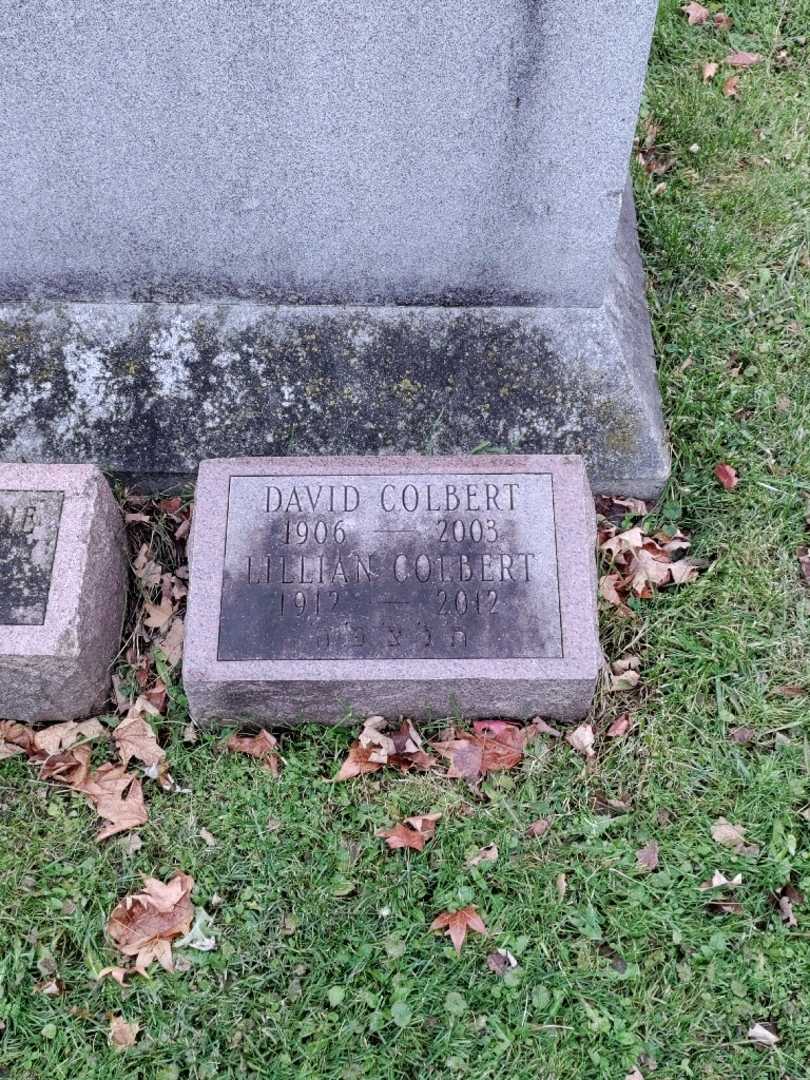 DAVID COLBERT
1906 — 2003
LILLIAN COLBERT
1912 — 2012
ת נ צ ב ה